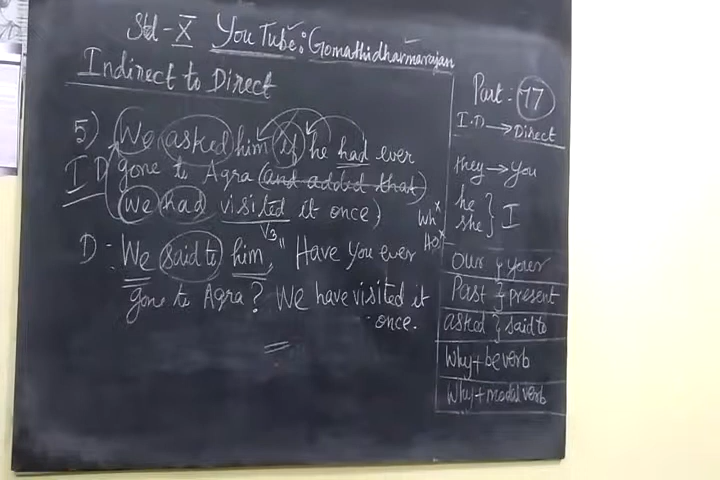 Std - X YouTube: Gomathidharmarajan
Indirect to Direct
5) We asked him if he had ever
ID gone to Agra (and added that)
(We had visited it once)
V3
D: We said to him, " Have you ever
gone to Agra? We have visited it
once.
Part: 17
I.D → Direct
they → you
he
she } I
Wh x
Our } your
Past } present
asked } said to
Why + be verb
Why + modal verb